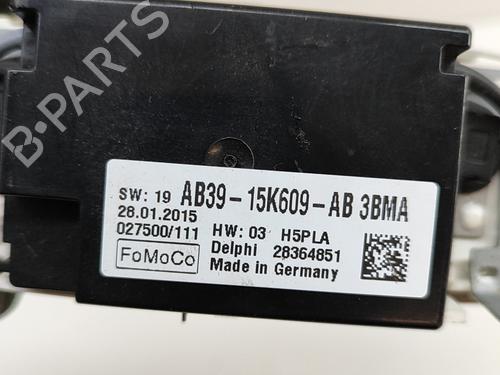 B-PARTS
SW: 19 AB39-15K609-AB 3BMA
28.01.2015
027500/111 HW: 03 H5PLA
FoMoCo Delphi 28364851
Made in Germany